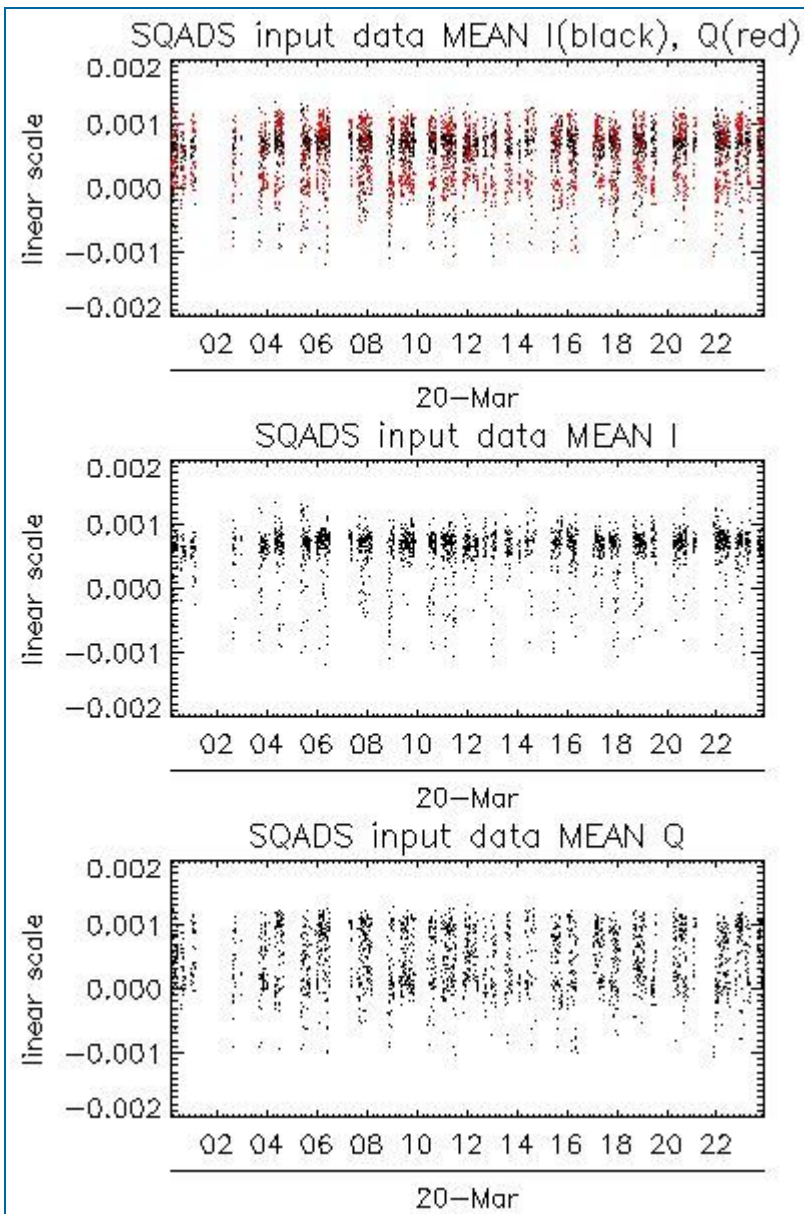 SQADS input data MEAN I(black), Q(red)
0.002
0.001
0.000
−0.001
−0.002
linear scale
02 04 06 08 10 12 14 16 18 20 22
20−Mar
SQADS input data MEAN I
0.002
0.001
0.000
−0.001
−0.002
linear scale
02 04 06 08 10 12 14 16 18 20 22
20−Mar
SQADS input data MEAN Q
0.002
0.001
0.000
−0.001
−0.002
linear scale
02 04 06 08 10 12 14 16 18 20 22
20−Mar